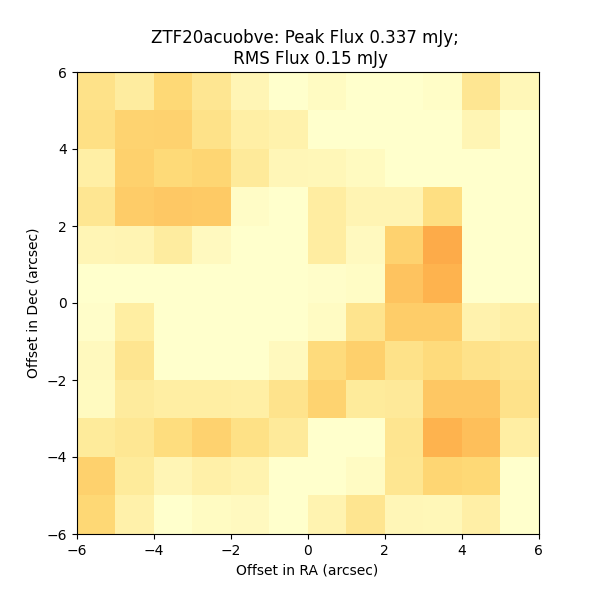 ZTF20acuobve: Peak Flux 0.337 mJy;
RMS Flux 0.15 mJy
6
4
2
0
−2
−4
−6
Offset in Dec (arcsec)
−6 −4 −2 0 2 4 6
Offset in RA (arcsec)